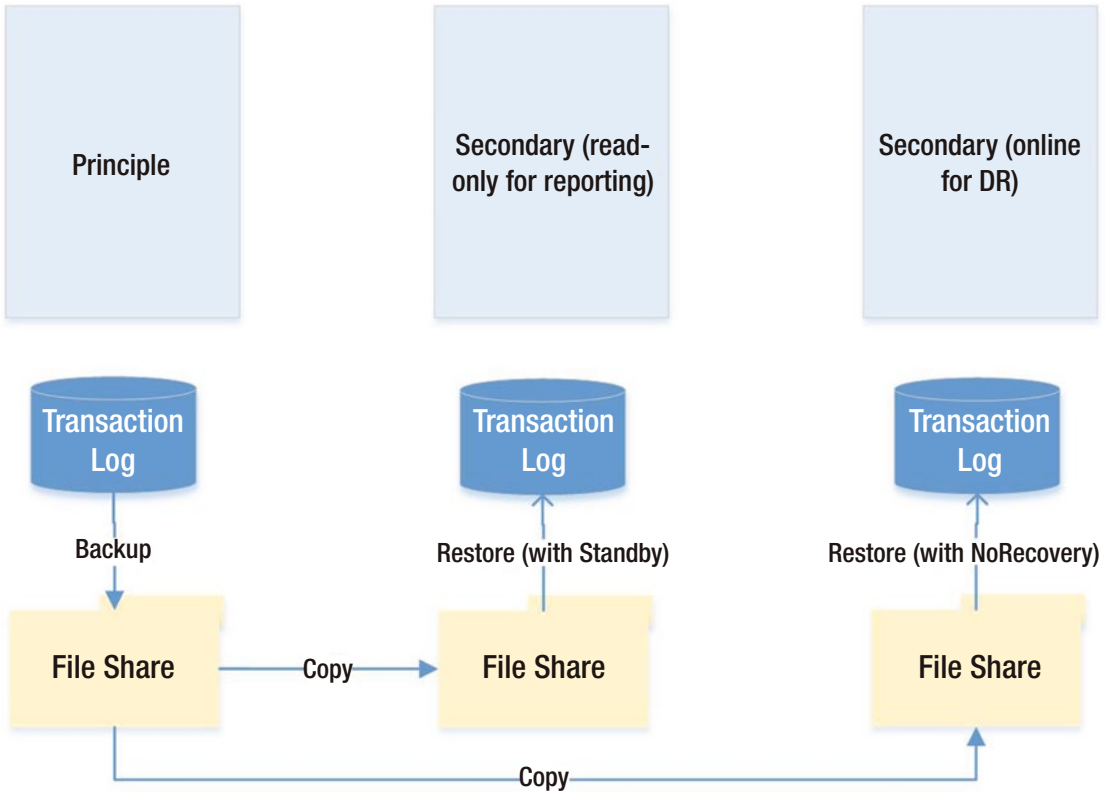 Principle
Secondary (read-
only for reporting)
Secondary (online
for DR)
Transaction
Log
Transaction
Log
Transaction
Log
Backup
Restore (with Standby)
Restore (with NoRecovery)
File Share
Copy
File Share
File Share
Copy